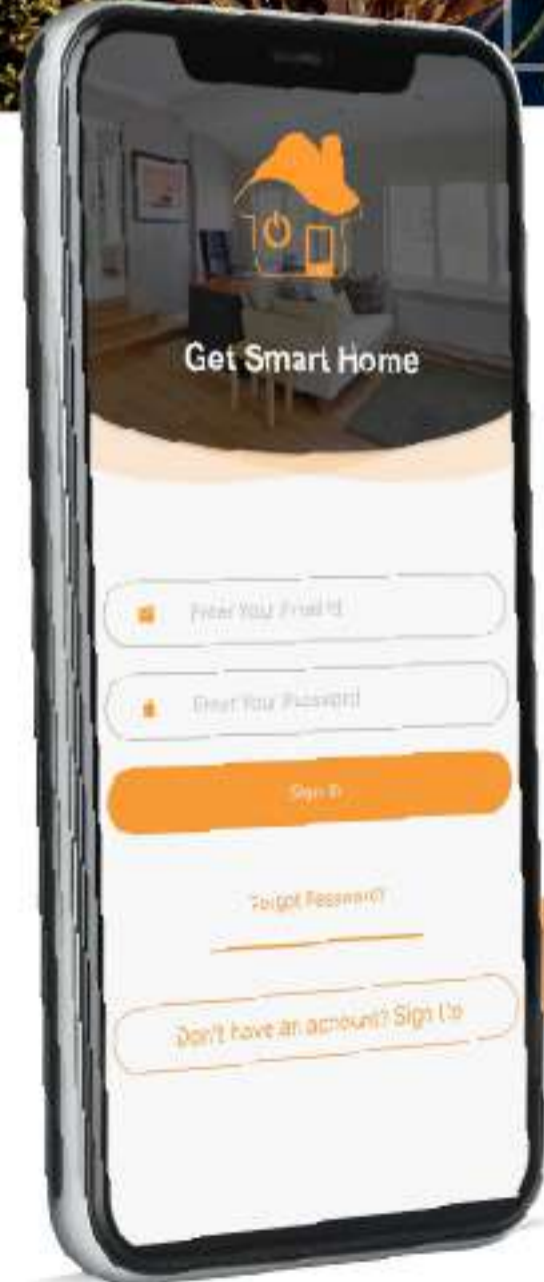 Get Smart Home
Enter Your Email Id
Enter Your Password
Sign In
Forgot Password?
Don't have an account? Sign Up